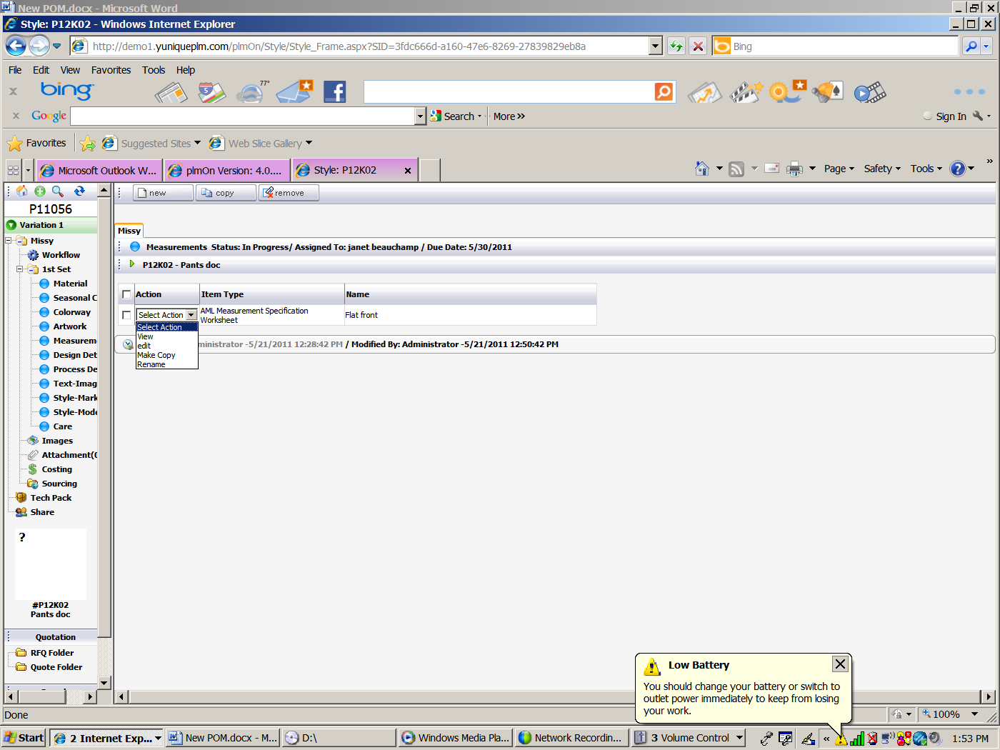 New POM.docx - Microsoft Word
Style: P12K02 - Windows Internet Explorer
http://demo1.yuniqueplm.com/plmOn/Style/Style_Frame.aspx?SID=3fdc666d-a160-47e6-8269-27839829eb8a
Bing
File Edit View Favorites Tools Help
x bing 77°
x Google Search More >> Sign In
Favorites Suggested Sites Web Slice Gallery
Microsoft Outlook W... plmOn Version: 4.0.... Style: P12K02 x Page Safety Tools ? »
new copy remove
P11056
Variation 1
Missy
Workflow
1st Set
Material
Seasonal C
Colorway
Artwork
Measurem
Design Det
Process De
Text-Imag
Style-Mark
Style-Mode
Care
Images
Attachment(0
Costing
Sourcing
Tech Pack
Share
?
#P12K02
Pants doc
Quotation
RFQ Folder
Quote Folder
Missy
Measurements Status: In Progress/ Assigned To: janet beauchamp / Due Date: 5/30/2011
P12K02 - Pants doc
Action Item Type Name
Select Action AML Measurement Specification Worksheet Flat front
Select Action
View
edit
Make Copy
Rename
ministrator -5/21/2011 12:28:42 PM / Modified By: Administrator -5/21/2011 12:50:42 PM
Low Battery
You should change your battery or switch to
outlet power immediately to keep from losing
your work.
Done 100%
Start 2 Internet Exp... New POM.docx - M... D:\ Windows Media Pla... Network Recordin... 3 Volume Control « 1:53 PM